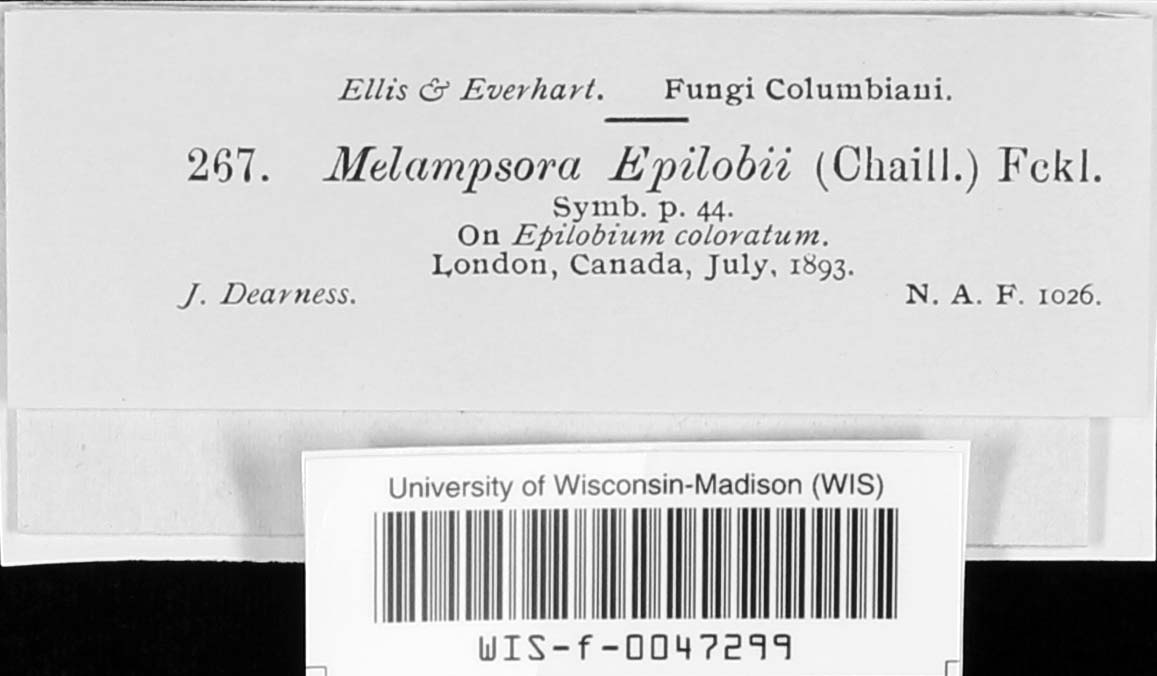 Ellis & Everhart. Fungi Columbiani.
267. Melampsora Epilobii (Chaill.) Fckl.
Symb. p. 44.
On Epilobium coloratum.
London, Canada, July, 1893.
J. Dearness. N. A. F. 1026.
University of Wisconsin-Madison (WIS)
WIS-f-0047299